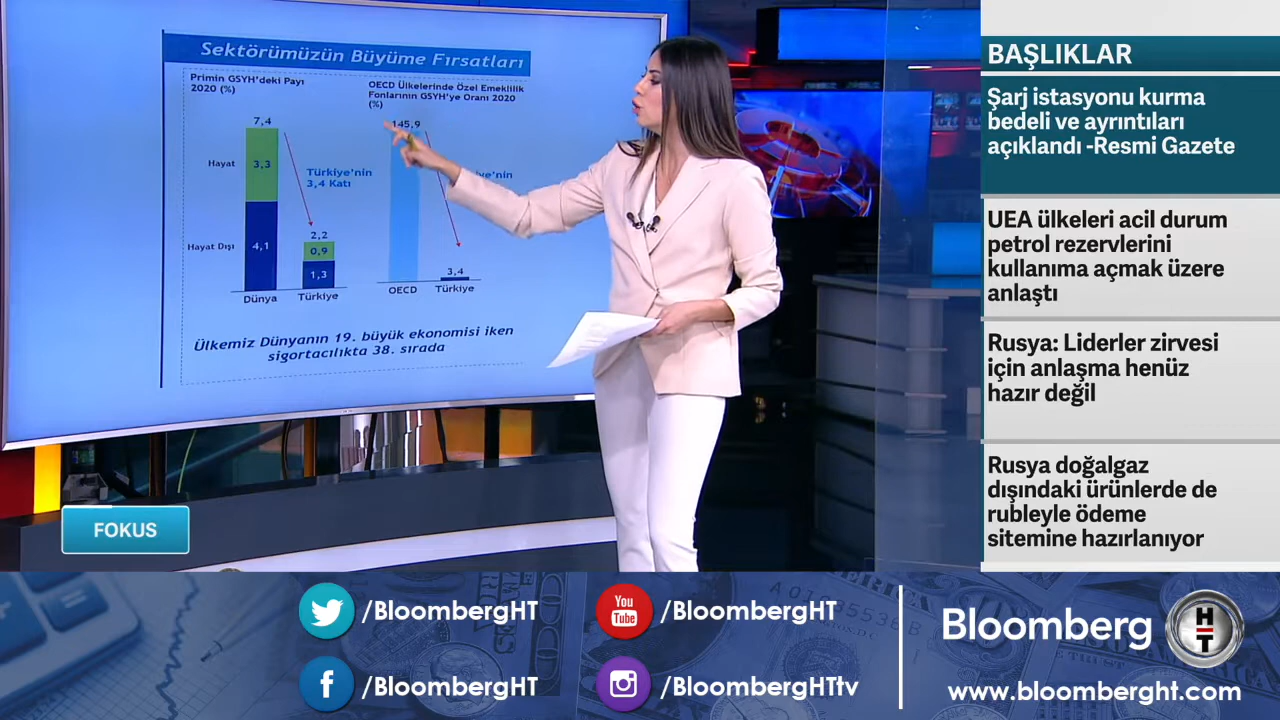 Sektörümüzün Büyüme Fırsatları
Primin GSYH'deki Payı
2020 (%)
7,4
Hayat
3,3
Türkiye'nin
3,4 Katı
Hayat Dışı
4,1
2,2
0,9
1,3
Dünya
Türkiye
OECD Ülkelerinde Özel Emeklilik
Fonlarının GSYH'ye Oranı 2020
(%)
145,9
3,4
OECD
Türkiye
Ülkemiz Dünyanın 19. büyük ekonomisi iken
sigortacılıkta 38. sırada
FOKUS
BAŞLIKLAR
Şarj istasyonu kurma
bedeli ve ayrıntıları
açıklandı -Resmi Gazete
UEA ülkeleri acil durum
petrol rezervlerini
kullanıma açmak üzere
anlaştı
Rusya: Liderler zirvesi
için anlaşma henüz
hazır değil
Rusya doğalgaz
dışındaki ürünlerde de
rubleyle ödeme
sitemine hazırlanıyor
/BloombergHT
You
Tube
/BloombergHT
/BloombergHT
/BloombergHTtv
Bloomberg
HT
www.bloomberght.com